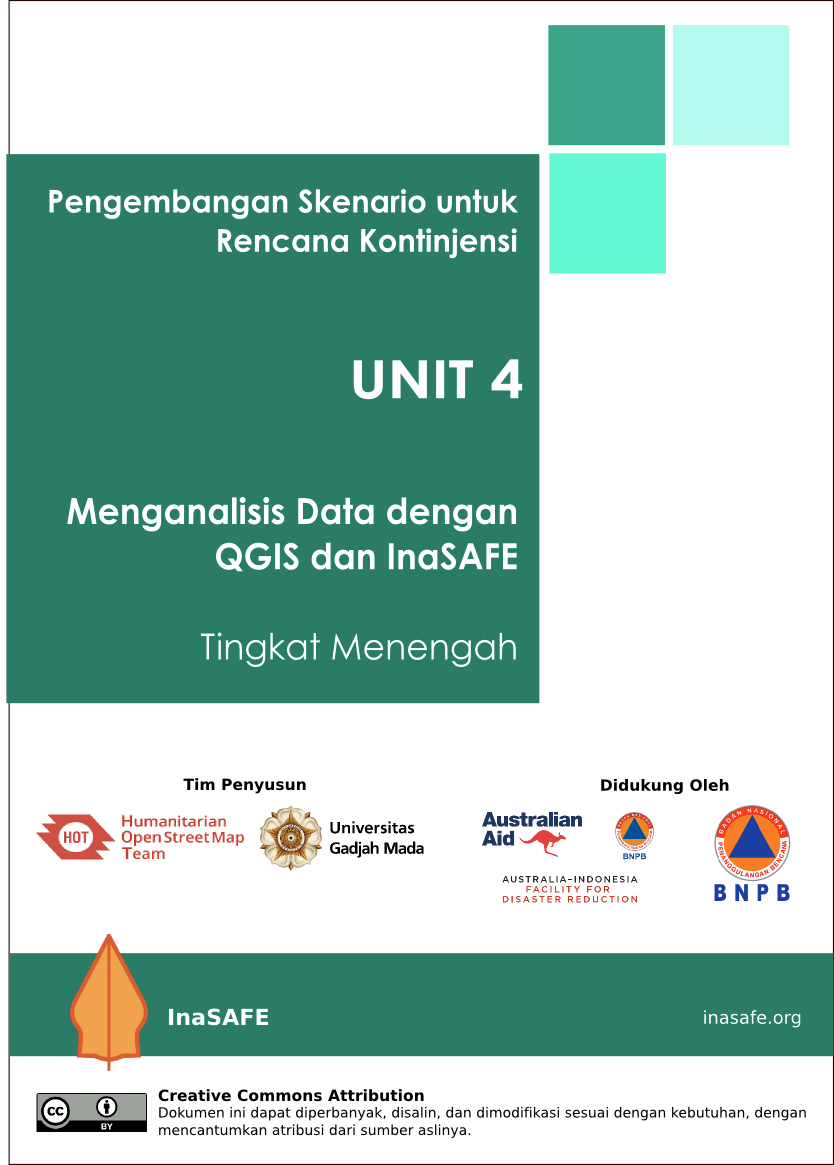 Pengembangan Skenario untuk
Rencana Kontinjensi
UNIT 4
Menganalisis Data dengan
QGIS dan InaSAFE
Tingkat Menengah
Tim Penyusun
HOT
Humanitarian
OpenStreetMap
Team
Universitas
Gadjah Mada
Didukung Oleh
Australian
Aid
BNPB
AUSTRALIA–INDONESIA
FACILITY FOR
DISASTER REDUCTION
BADAN NASIONAL
PENANGGULANGAN BENCANA
BNPB
InaSAFE
inasafe.org
cc
BY
Creative Commons Attribution
Dokumen ini dapat diperbanyak, disalin, dan dimodifikasi sesuai dengan kebutuhan, dengan
mencantumkan atribusi dari sumber aslinya.